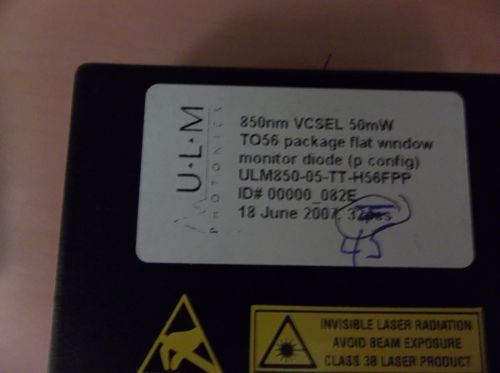 U·L·M
PHOTONICS
850nm VCSEL 50mW
TO56 package flat window
monitor diode (p config)
ULM850-05-TT-H56FPP
ID# 00000_082E
18 June 2007, pcs
45
INVISIBLE LASER RADIATION
AVOID BEAM EXPOSURE
CLASS 3B LASER PRODUCT